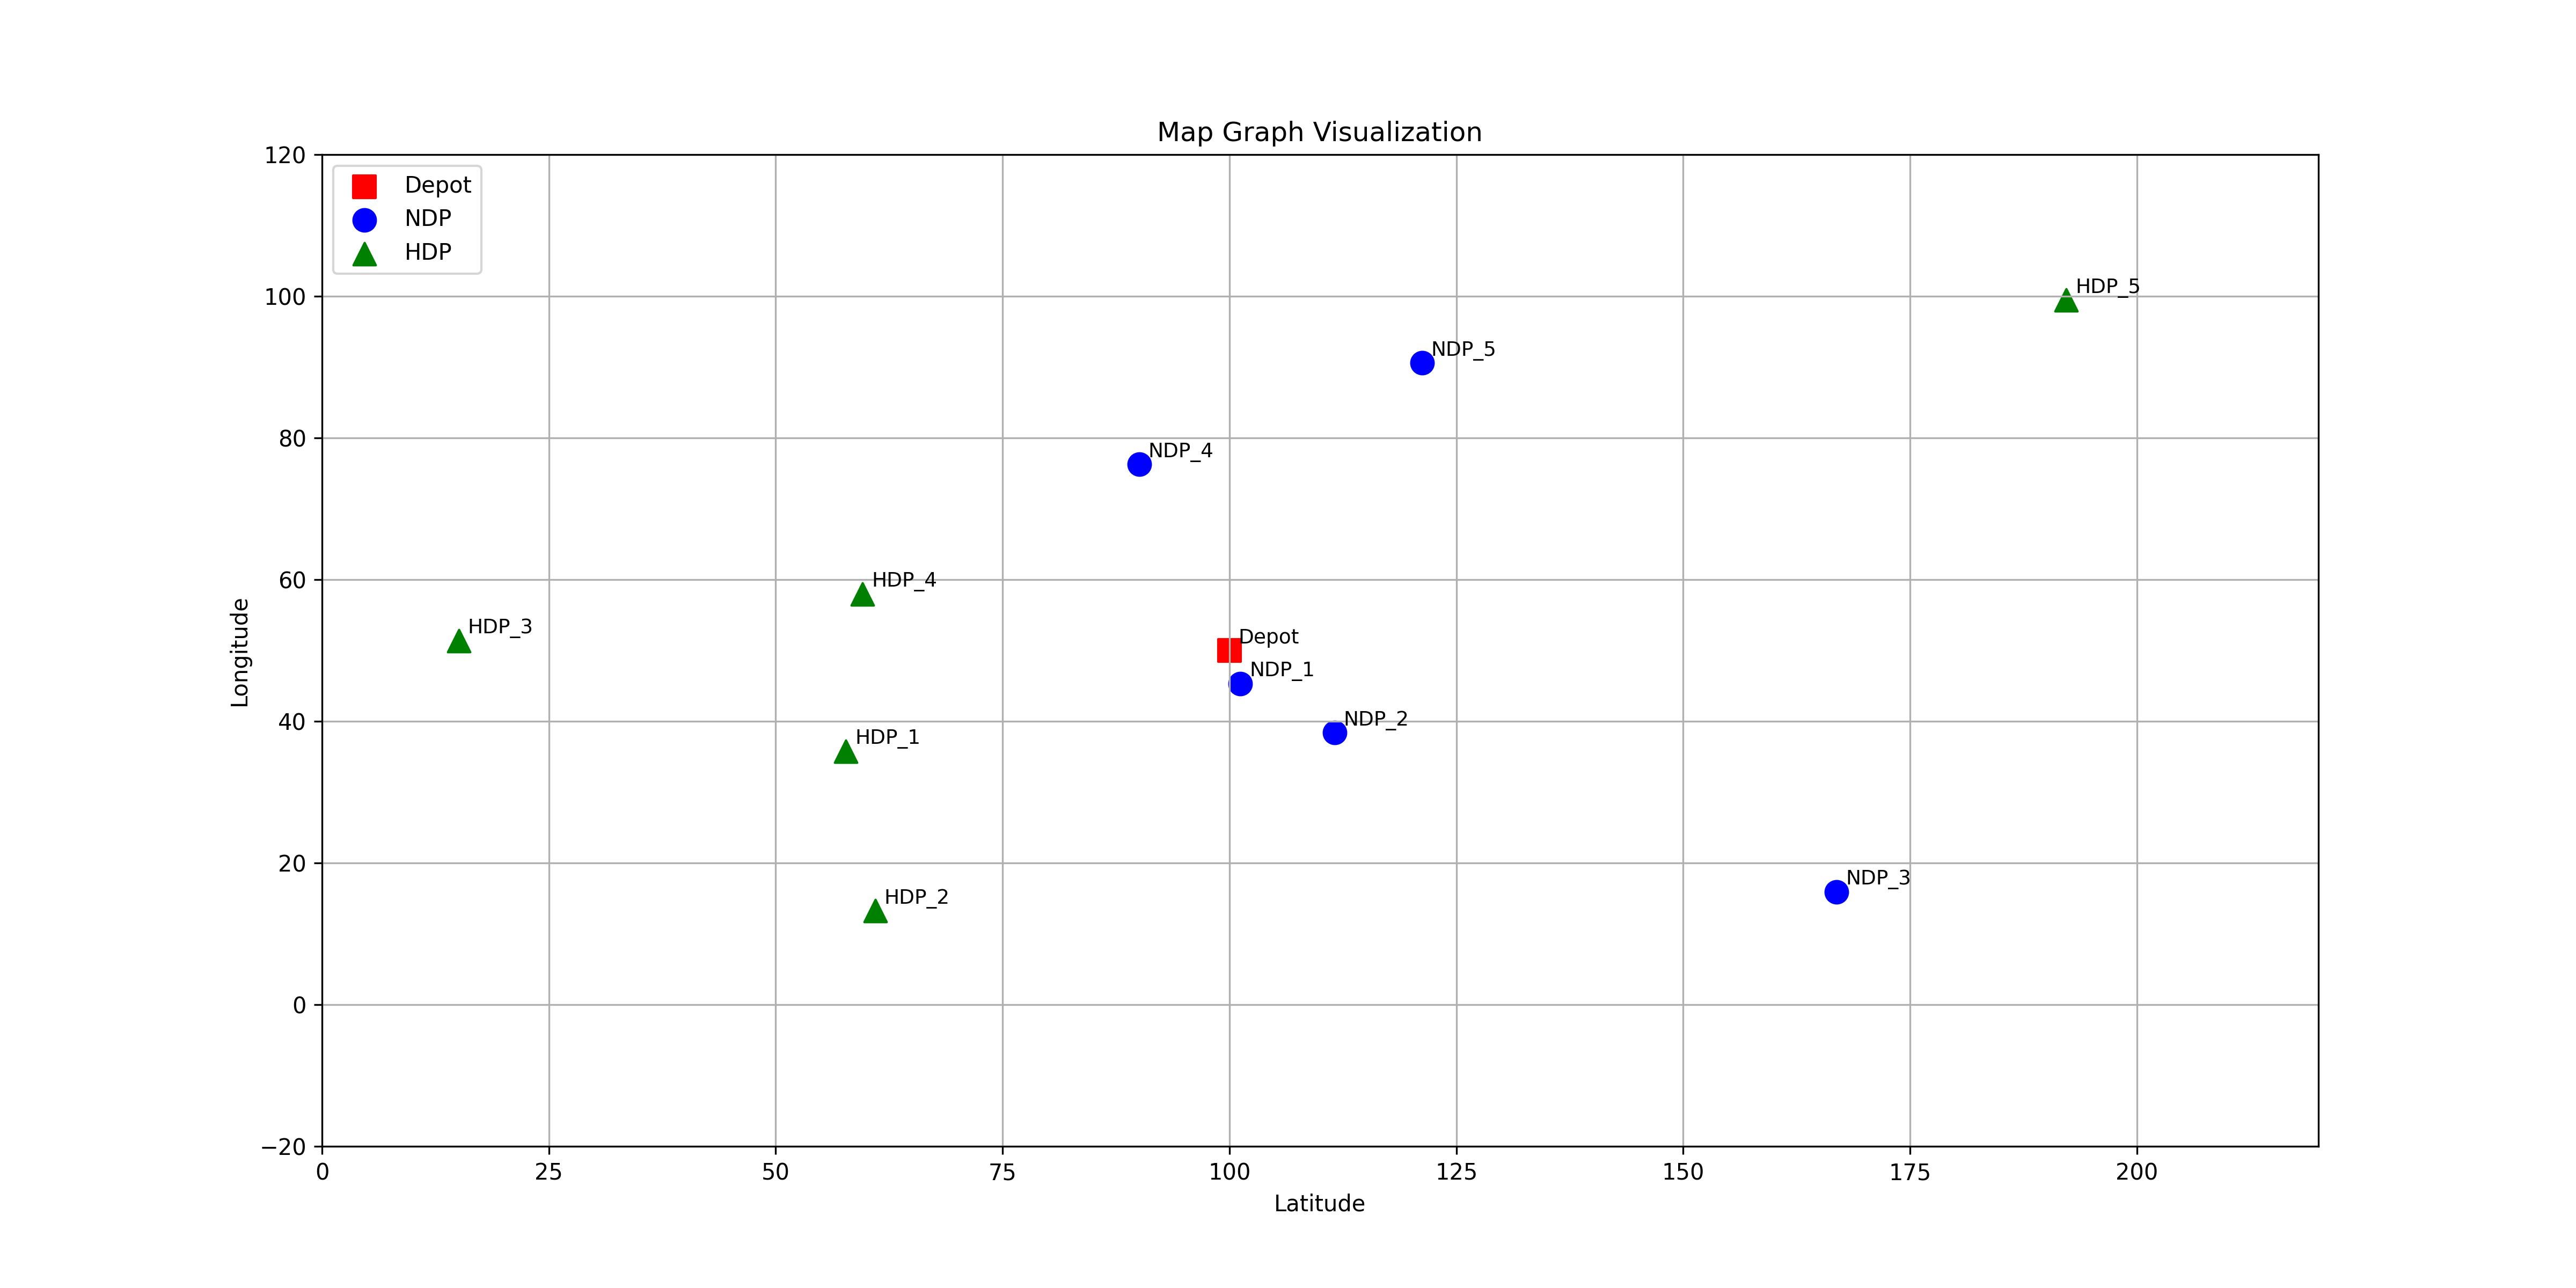 Map Graph Visualization
Depot
NDP
HDP
120
100
80
60
40
20
0
−20
Longitude
HDP_5
NDP_5
NDP_4
HDP_4
HDP_3
Depot
NDP_1
NDP_2
HDP_1
HDP_2
NDP_3
0
25
50
75
100
125
150
175
200
Latitude